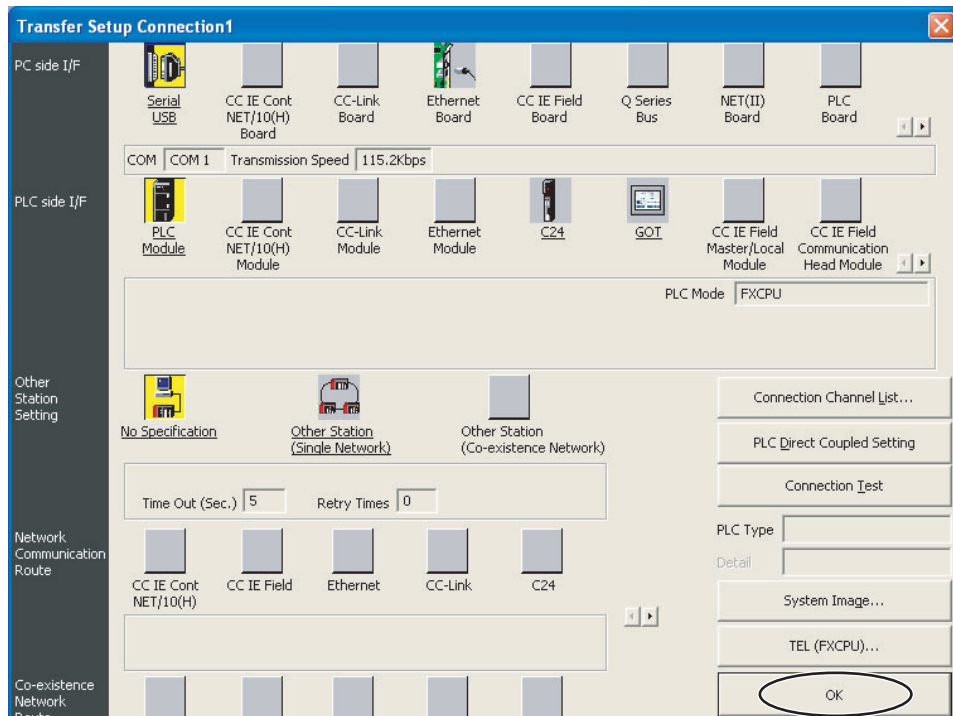 Transfer Setup Connection1
PC side I/F
Serial
USB
CC IE Cont
NET/10(H)
Board
CC-Link
Board
Ethernet
Board
CC IE Field
Board
Q Series
Bus
NET(II)
Board
PLC
Board
COM COM 1 Transmission Speed 115.2Kbps
PLC side I/F
PLC
Module
CC IE Cont
NET/10(H)
Module
CC-Link
Module
Ethernet
Module
C24
GOT
CC IE Field
Master/Local
Module
CC IE Field
Communication
Head Module
PLC Mode FXCPU
Other
Station
Setting
No Specification
Other Station
(Single Network)
Other Station
(Co-existence Network)
Time Out (Sec.) 5 Retry Times 0
Connection Channel List...
PLC Direct Coupled Setting
Connection Test
PLC Type
Detail
System Image...
TEL (FXCPU)...
OK
Network
Communication
Route
CC IE Cont
NET/10(H)
CC IE Field
Ethernet
CC-Link
C24
Co-existence
Network
Route